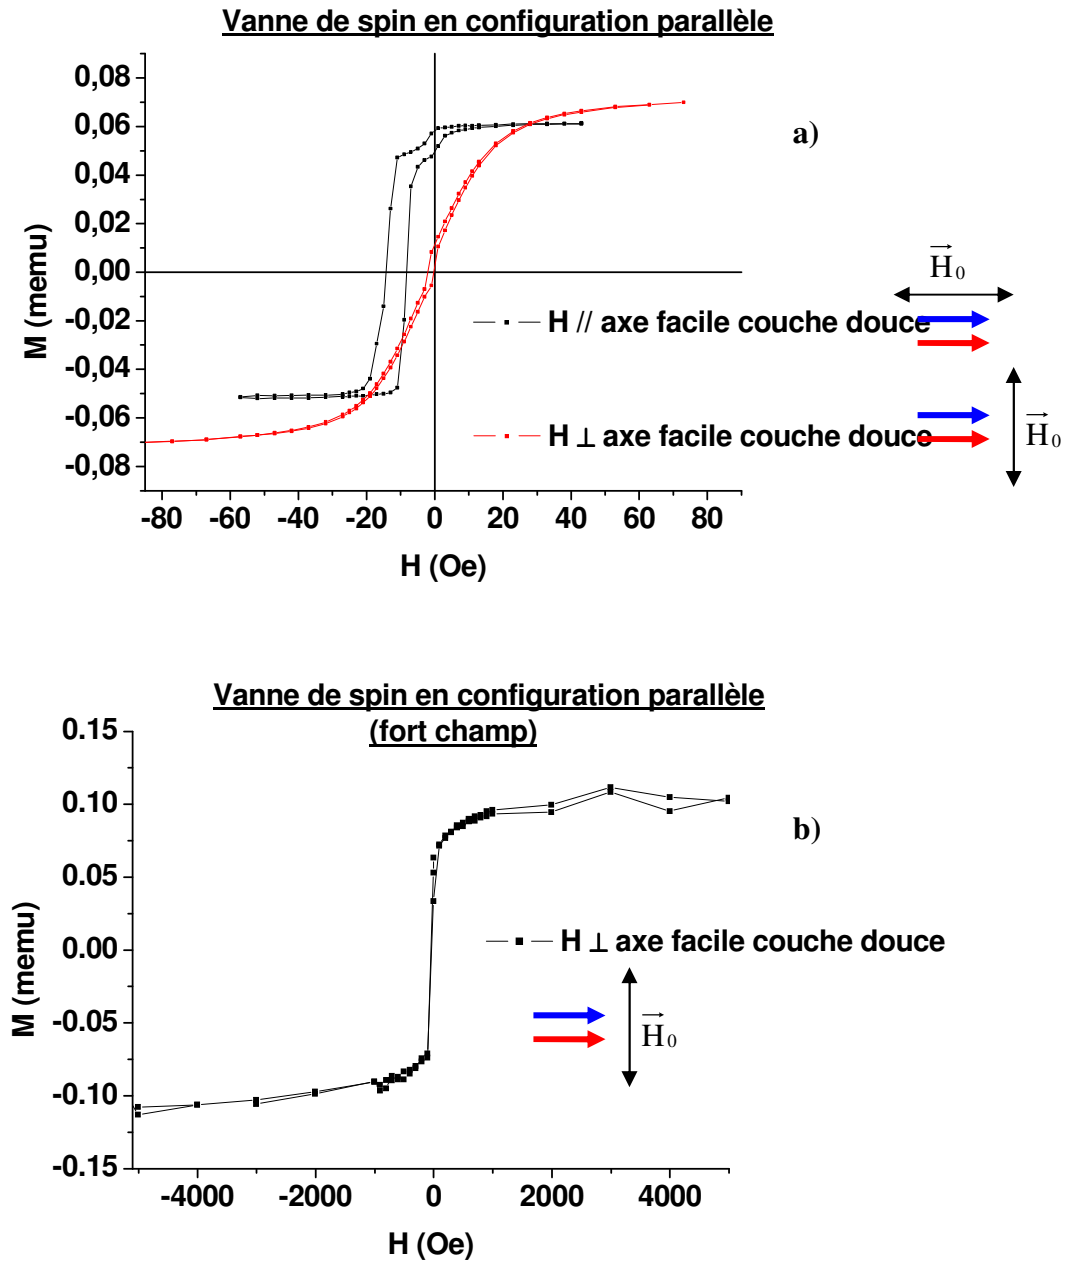 Vanne de spin en configuration parallèle
a)
0,08
0,06
0,04
0,02
0,00
-0,02
-0,04
-0,06
-0,08
M (memu)
-80 -60 -40 -20 0 20 40 60 80
H (Oe)
H // axe facile couche douce
H₀
H ⊥ axe facile couche douce
H₀
Vanne de spin en configuration parallèle
(fort champ)
b)
0.15
0.10
0.05
0.00
-0.05
-0.10
-0.15
M (memu)
-4000 -2000 0 2000 4000
H (Oe)
H ⊥ axe facile couche douce
H₀